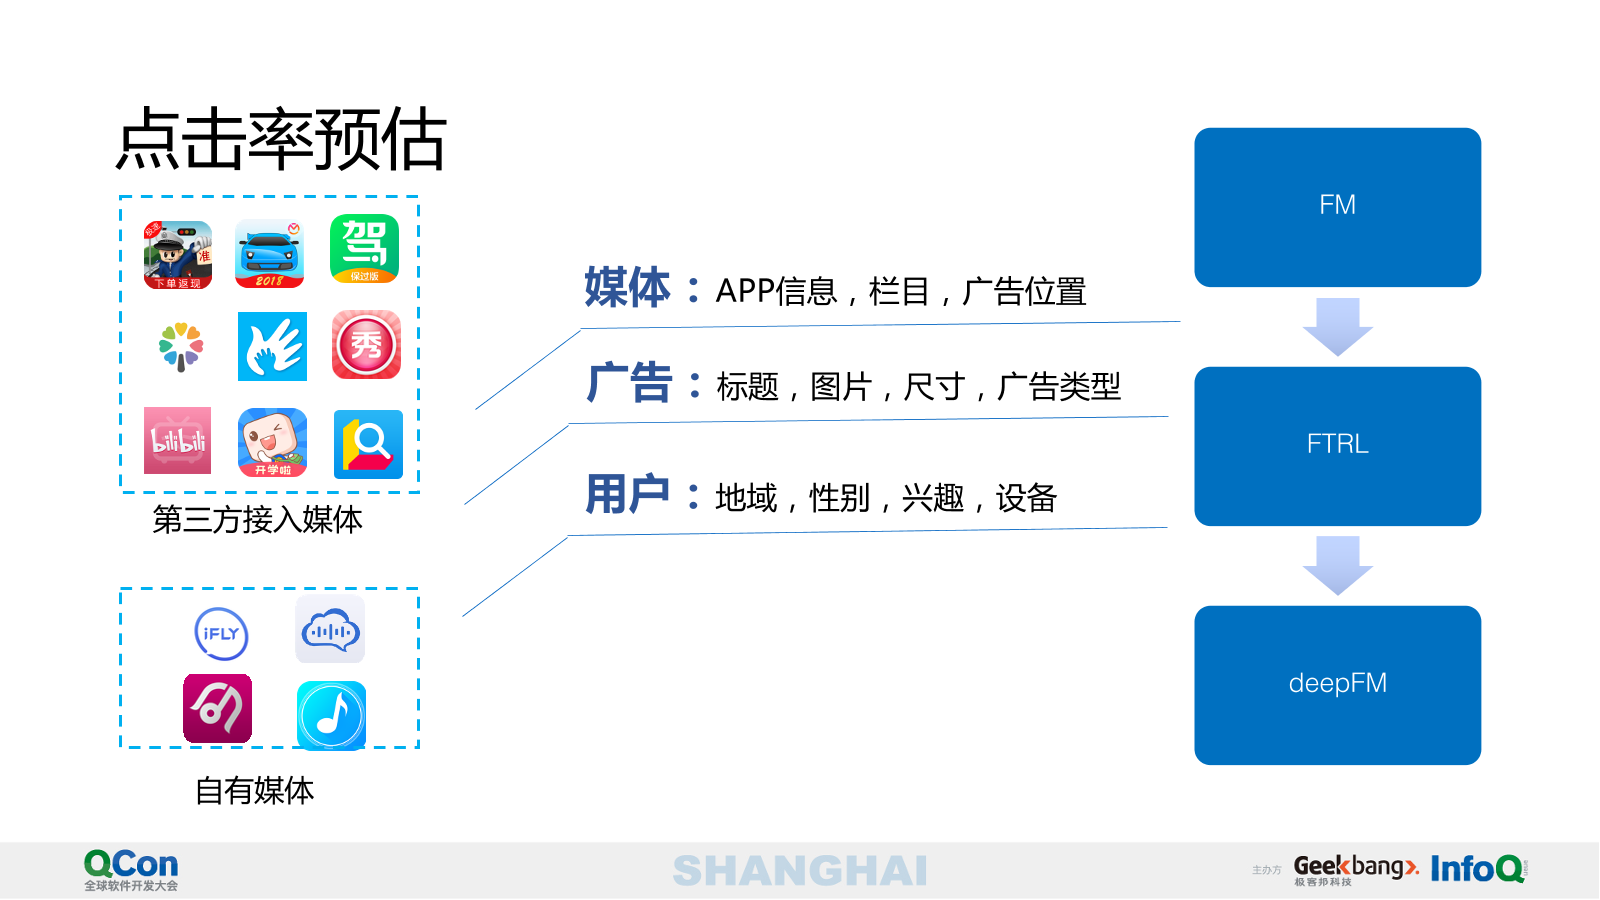 点击率预估
准
下单返现
2018
驾
保过版
秀
bilibili
开学啦
第三方接入媒体
iFLY
自有媒体
媒体：APP信息，栏目，广告位置
广告：标题，图片，尺寸，广告类型
用户：地域，性别，兴趣，设备
FM
FTRL
deepFM
QCon
全球软件开发大会
SHANGHAI
主办方
Geekbang>.
极客邦科技
InfoQ